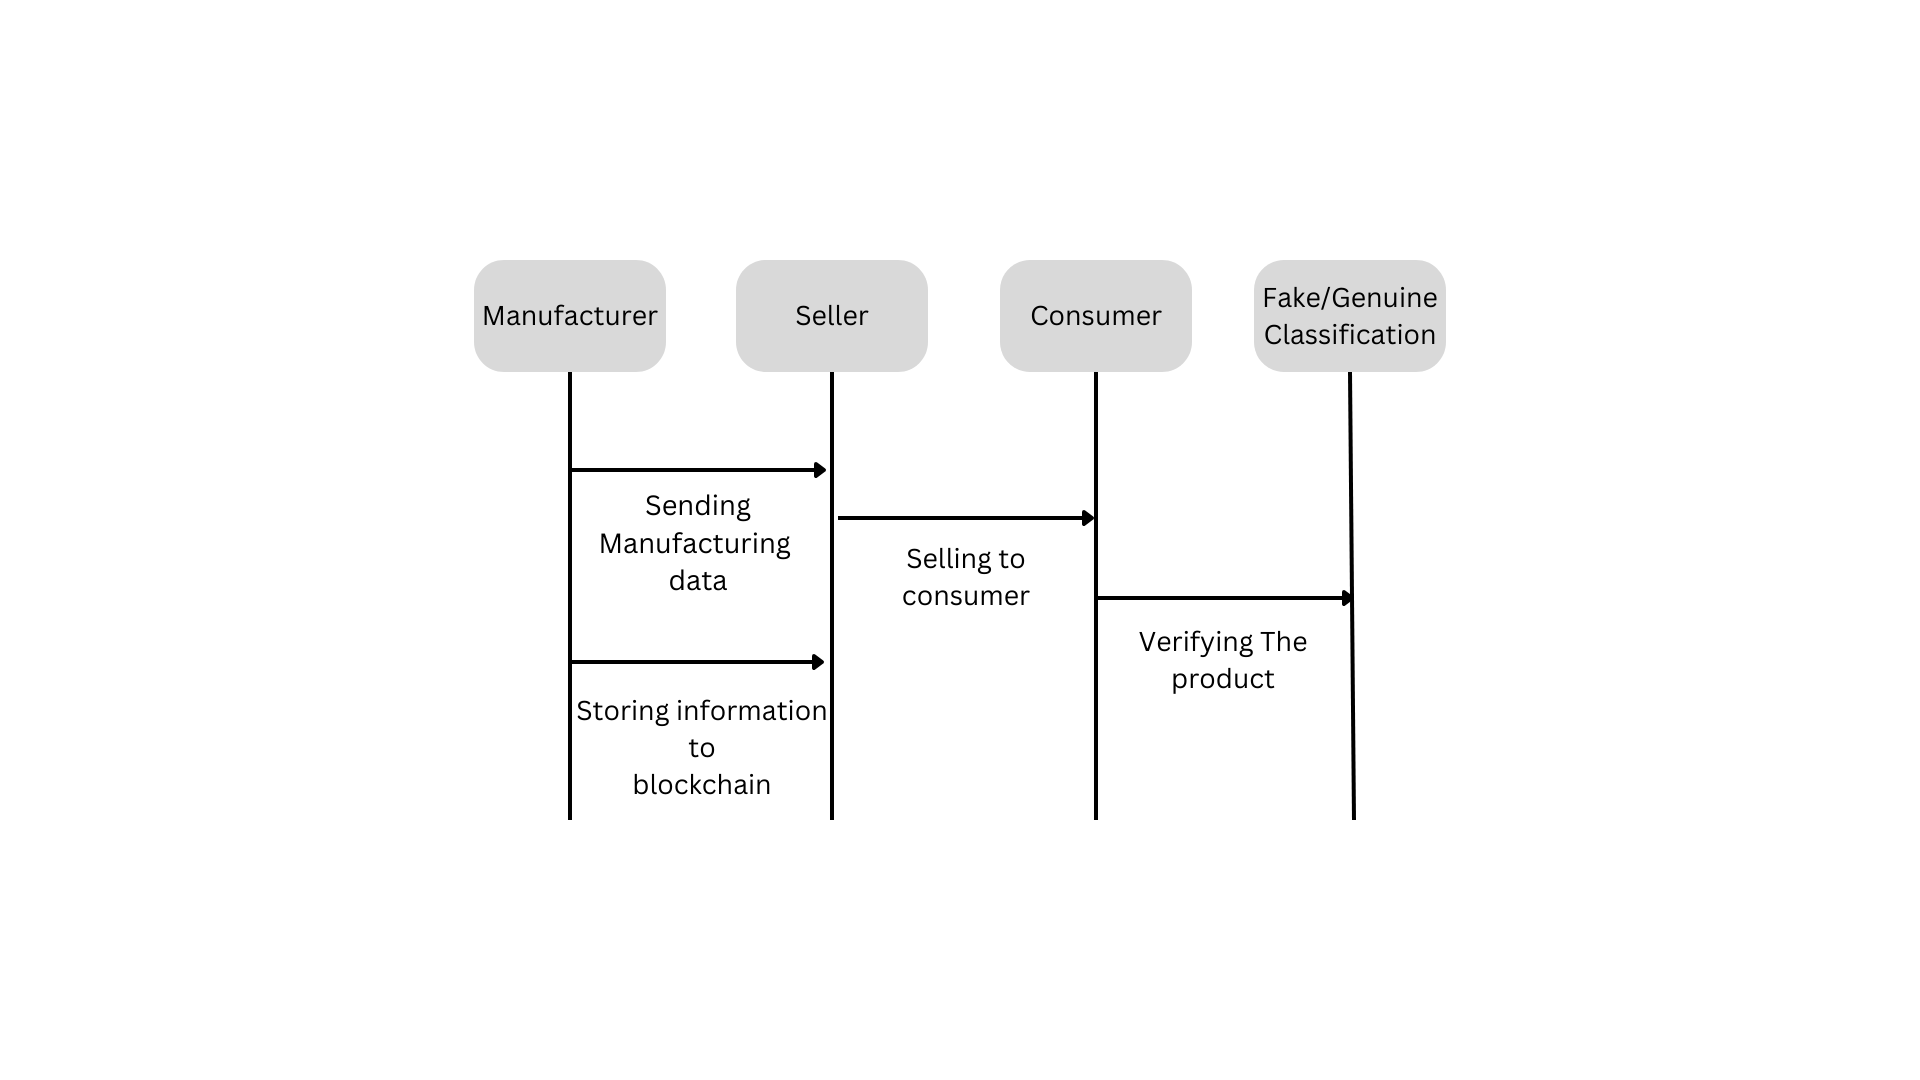 Manufacturer
Seller
Consumer
Fake/Genuine
Classification
Sending
Manufacturing
data
Selling to
consumer
Verifying The
product
Storing information
to
blockchain